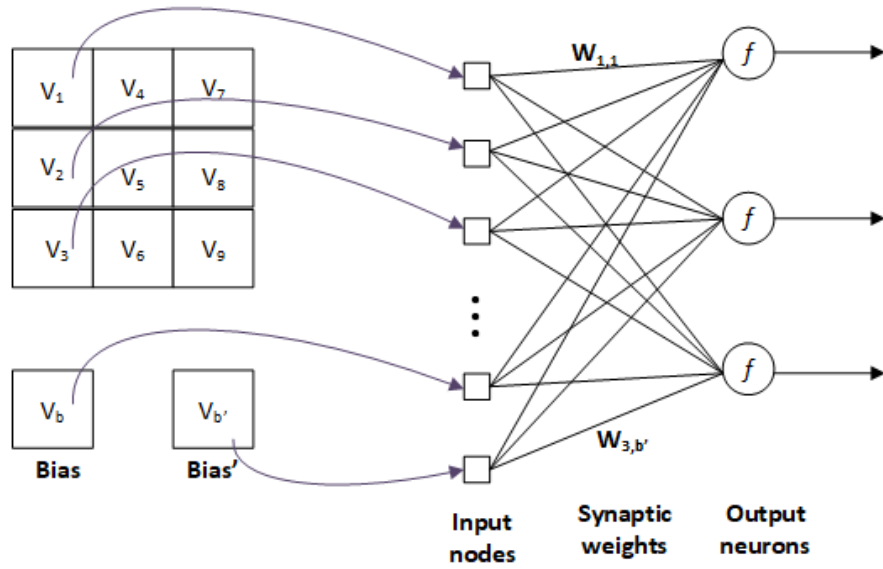 W1,1
f
V1 V4 V7
V2 V5 V8
f
V3 V6 V9
f
Vb Vb'
W3,b'
Bias Bias'
Input
nodes
Synaptic
weights
Output
neurons